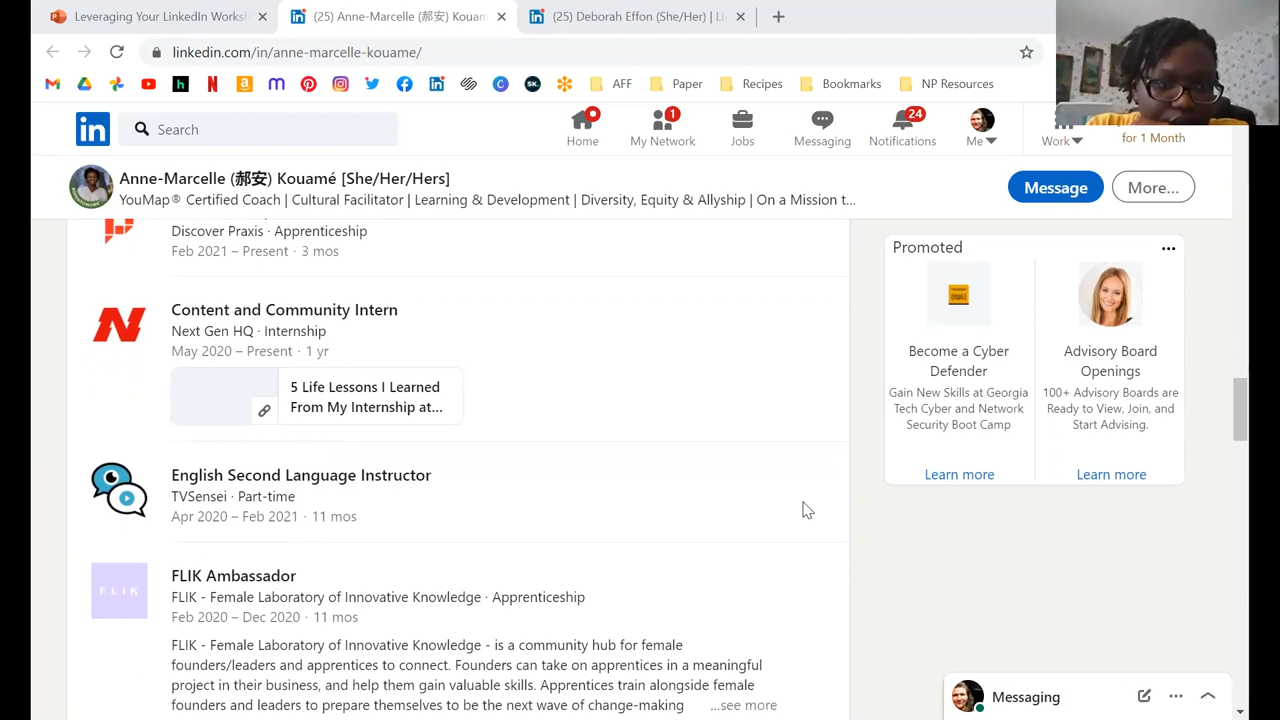 Leveraging Your LinkedIn Works
(25) Anne-Marcelle (郝安) Kouam
(25) Deborah Effon (She/Her) | Li
linkedin.com/in/anne-marcelle-kouame/
AFF
Paper
Recipes
Bookmarks
NP Resources
in
Search
Home
1
My Network
Jobs
Messaging
24
Notifications
Me
Work
for 1 Month
Anne-Marcelle (郝安) Kouamé [She/Her/Hers]
YouMap® Certified Coach | Cultural Facilitator | Learning & Development | Diversity, Equity & Allyship | On a Mission t...
Message
More...
Discover Praxis · Apprenticeship
Feb 2021 – Present · 3 mos
Content and Community Intern
Next Gen HQ · Internship
May 2020 – Present · 1 yr
5 Life Lessons I Learned
From My Internship at...
English Second Language Instructor
TVSensei · Part-time
Apr 2020 – Feb 2021 · 11 mos
FLIK
FLIK Ambassador
FLIK - Female Laboratory of Innovative Knowledge · Apprenticeship
Feb 2020 – Dec 2020 · 11 mos
FLIK - Female Laboratory of Innovative Knowledge - is a community hub for female
founders/leaders and apprentices to connect. Founders can take on apprentices in a meaningful
project in their business, and help them gain valuable skills. Apprentices train alongside female
founders and leaders to prepare themselves to be the next wave of change-making ...see more
Promoted
Become a Cyber
Defender
Gain New Skills at Georgia
Tech Cyber and Network
Security Boot Camp
Learn more
Advisory Board
Openings
100+ Advisory Boards are
Ready to View, Join, and
Start Advising.
Learn more
Messaging